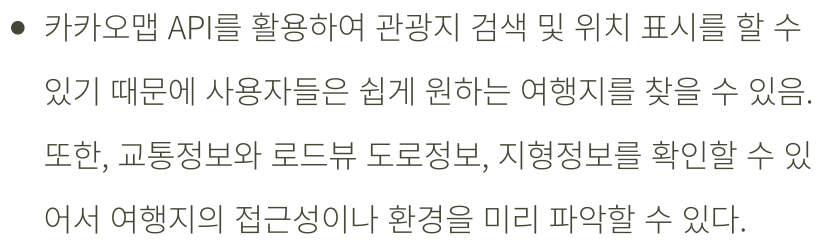 ● 카카오맵 API를 활용하여 관광지 검색 및 위치 표시를 할 수
있기 때문에 사용자들은 쉽게 원하는 여행지를 찾을 수 있음.
또한, 교통정보와 로드뷰 도로정보, 지형정보를 확인할 수 있
어서 여행지의 접근성이나 환경을 미리 파악할 수 있다.